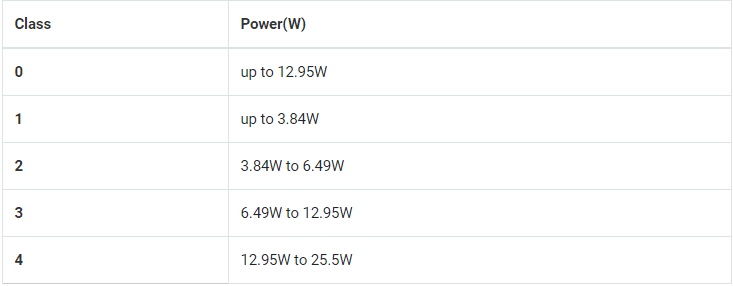 Class Power(W)
0 up to 12.95W
1 up to 3.84W
2 3.84W to 6.49W
3 6.49W to 12.95W
4 12.95W to 25.5W